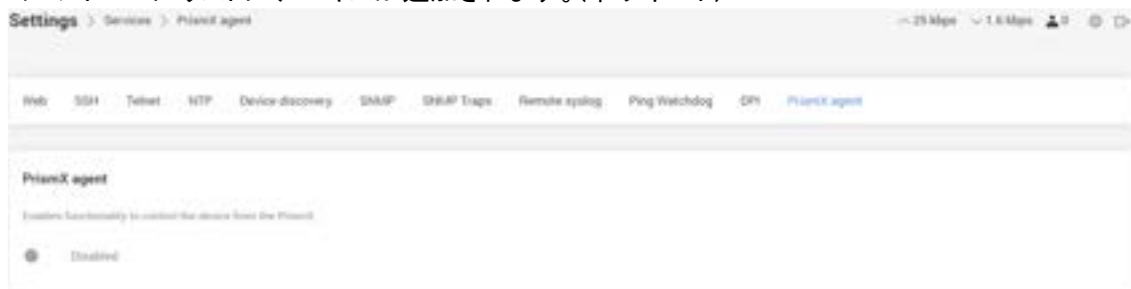 Settings > Services > PrismX agent
25 kbps 1.6 Mbps 0
Web SSH Telnet NTP Device discovery SNMP SNMP Traps Remote syslog Ping Watchdog DPI PrismX agent
PrismX agent
Enables functionality to control the device from the PrismX
Disabled